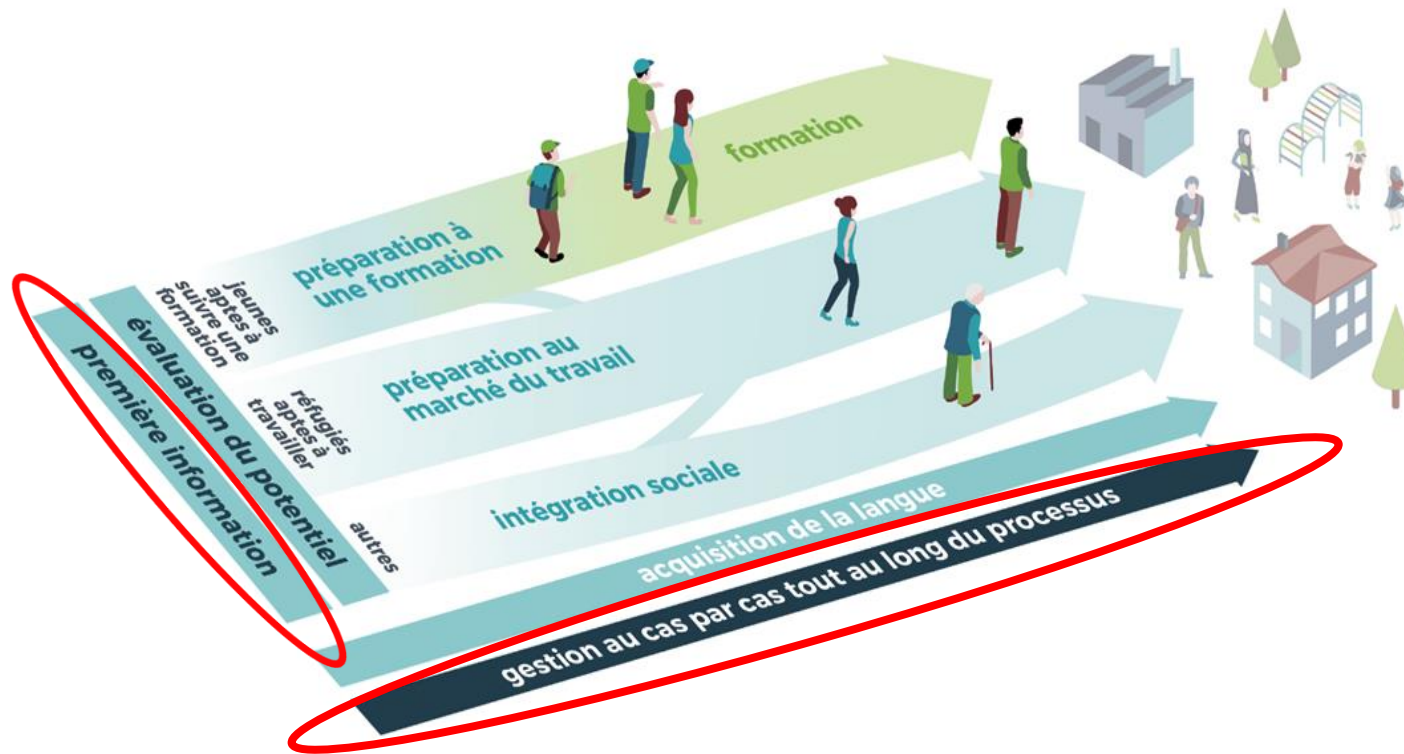 première information
évaluation du potentiel
jeunes
aptes à
suivre une
formation
préparation à
une formation
formation
réfugiés
aptes à
travailler
préparation au
marché du travail
autres
intégration sociale
acquisition de la langue
gestion au cas par cas tout au long du processus